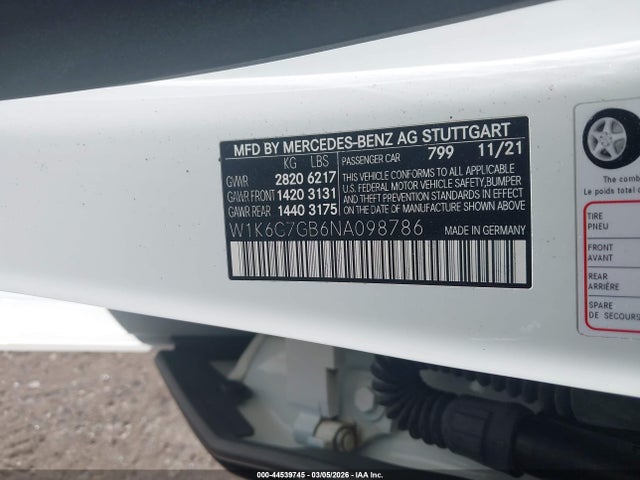 MFD BY MERCEDES-BENZ AG STUTTGART
KG LBS PASSENGER CAR 799 11/21
GVWR 2820 6217
GAWR FRONT 1420 3131
GAWR REAR 1440 3175
THIS VEHICLE CONFORMS TO ALL APPLICABLE
U.S. FEDERAL MOTOR VEHICLE SAFETY,BUMPER
AND THEFT PREVENTION STANDARDS IN EFFECT
ON THE DATE OF MANUFACTURE SHOWN ABOVE.
W1K6C7GB6NA098786 MADE IN GERMANY
The comb
Le poids total d
TIRE
PNEU
FRONT
AVANT
REAR
ARRIÈRE
SPARE
DE SECOURS
000-44539745 - 03/05/2026 - IAA Inc.